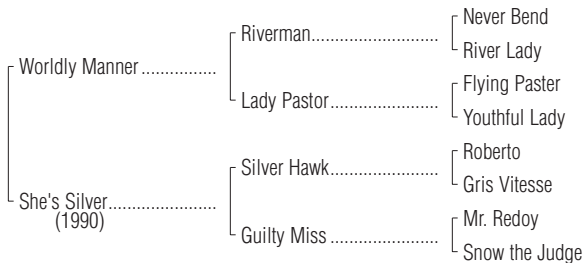 Never Bend
Riverman
River Lady
Worldly Manner
Flying Paster
Lady Pastor
Youthful Lady
Roberto
Silver Hawk
Gris Vitesse
She's Silver
(1990)
Mr. Redoy
Guilty Miss
Snow the Judge